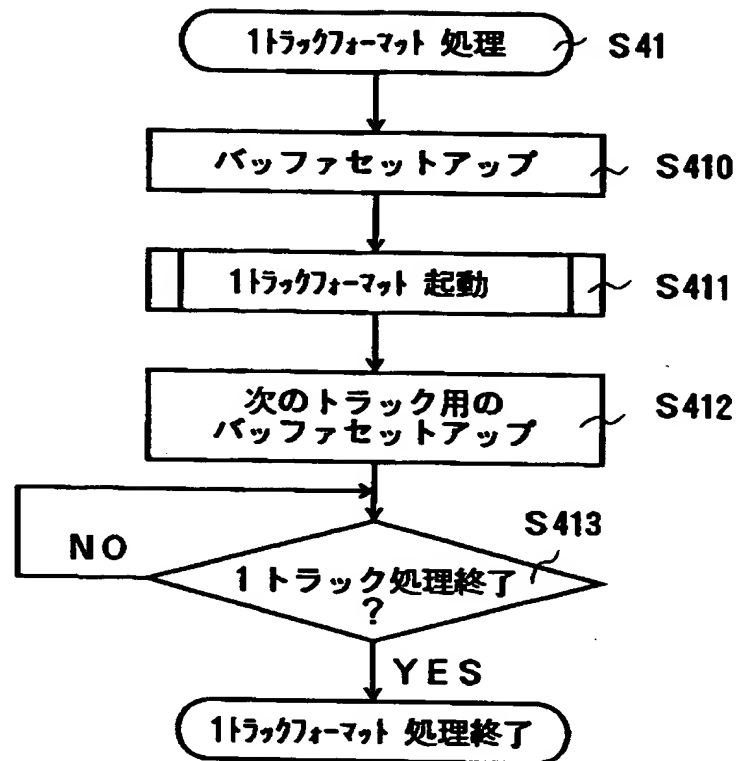 1ﾄﾗｯｸﾌｫｰﾏｯﾄ 処理 S41
バッファセットアップ S410
1ﾄﾗｯｸﾌｫｰﾏｯﾄ 起動 S411
次のトラック用の
バッファセットアップ S412
S413
NO
1トラック処理終了
?
YES
1ﾄﾗｯｸﾌｫｰﾏｯﾄ 処理終了